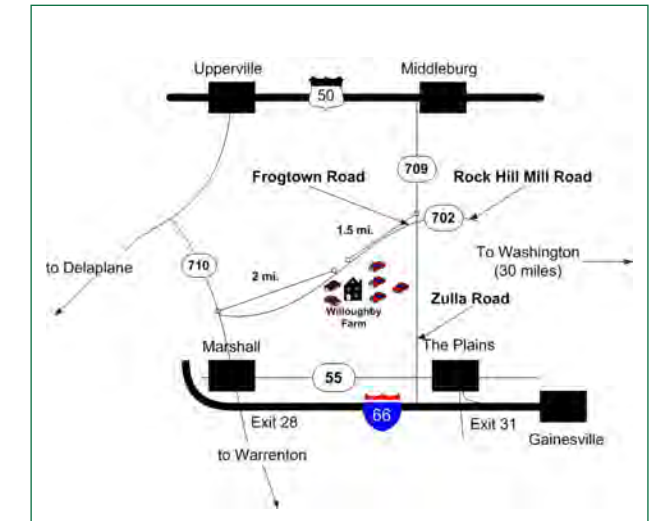 Upperville
Middleburg
50
709
Frogtown Road
Rock Hill Mill Road
702
1.5 mi.
To Washington
(30 miles)
to Delaplane
710
2 mi.
Zulla Road
Willoughby
Farm
Marshall
The Plains
55
66
Exit 28
Exit 31
Gainesville
to Warrenton